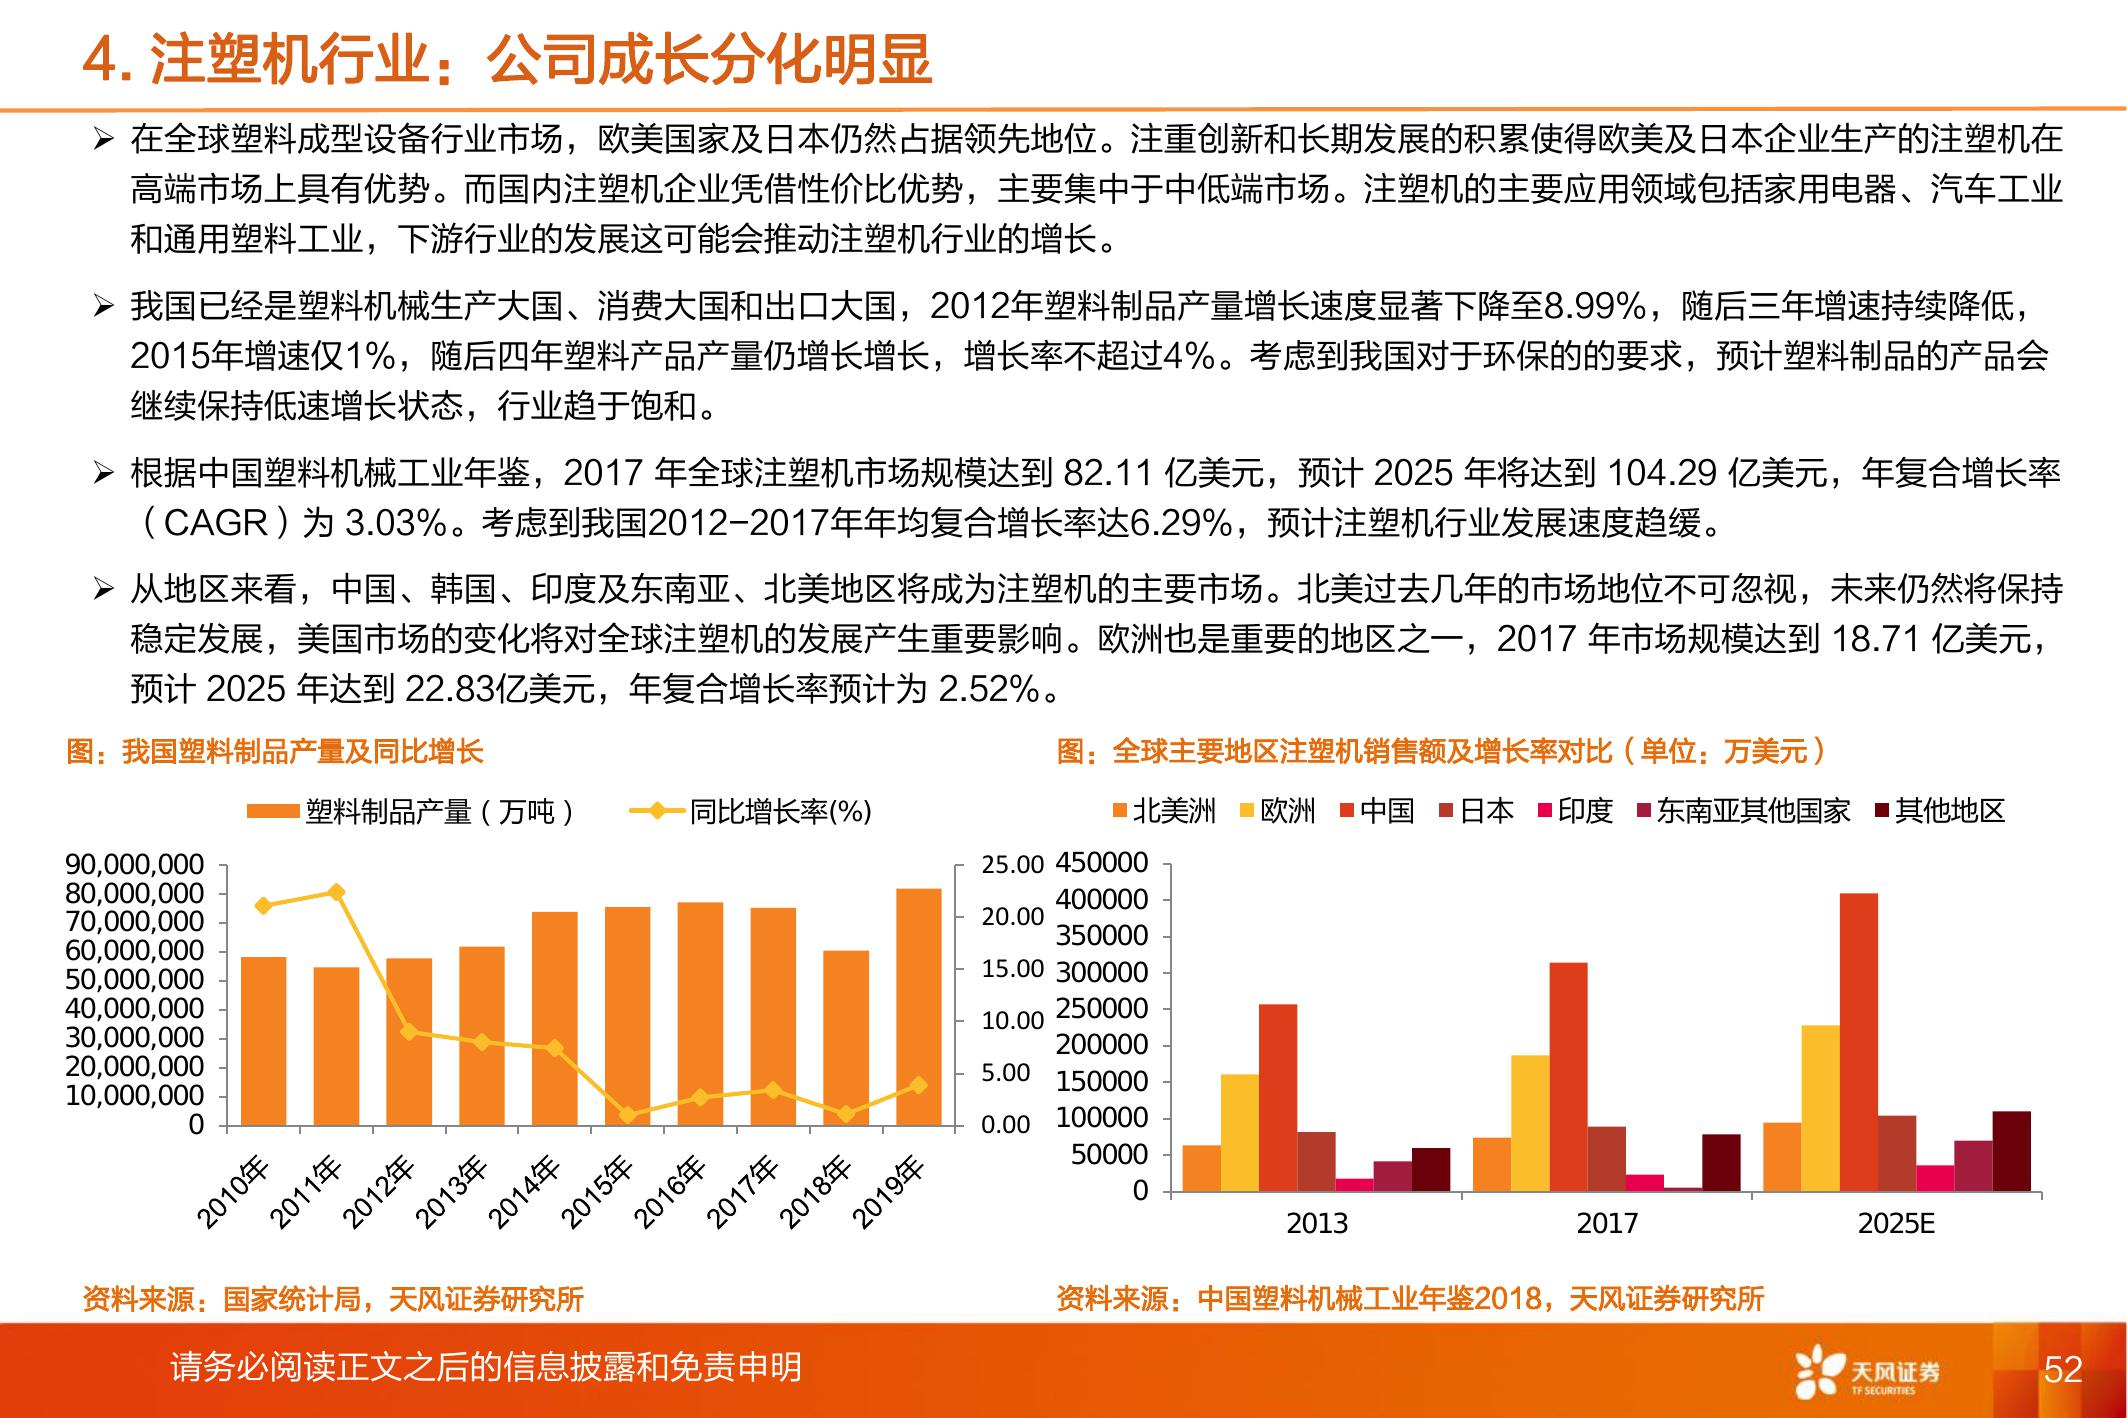 4. 注塑机行业：公司成长分化明显
➢ 在全球塑料成型设备行业市场，欧美国家及日本仍然占据领先地位。注重创新和长期发展的积累使得欧美及日本企业生产的注塑机在
高端市场上具有优势。而国内注塑机企业凭借性价比优势，主要集中于中低端市场。注塑机的主要应用领域包括家用电器、汽车工业
和通用塑料工业，下游行业的发展这可能会推动注塑机行业的增长。
➢ 我国已经是塑料机械生产大国、消费大国和出口大国，2012年塑料制品产量增长速度显著下降至8.99%，随后三年增速持续降低，
2015年增速仅1%，随后四年塑料产品产量仍增长增长，增长率不超过4%。考虑到我国对于环保的的要求，预计塑料制品的产品会
继续保持低速增长状态，行业趋于饱和。
➢ 根据中国塑料机械工业年鉴，2017 年全球注塑机市场规模达到 82.11 亿美元，预计 2025 年将达到 104.29 亿美元，年复合增长率
（CAGR）为 3.03%。考虑到我国2012-2017年年均复合增长率达6.29%，预计注塑机行业发展速度趋缓。
➢ 从地区来看，中国、韩国、印度及东南亚、北美地区将成为注塑机的主要市场。北美过去几年的市场地位不可忽视，未来仍然将保持
稳定发展，美国市场的变化将对全球注塑机的发展产生重要影响。欧洲也是重要的地区之一，2017 年市场规模达到 18.71 亿美元，
预计 2025 年达到 22.83亿美元，年复合增长率预计为 2.52%。
图：我国塑料制品产量及同比增长
塑料制品产量（万吨） 同比增长率(%)
90,000,000
80,000,000
70,000,000
60,000,000
50,000,000
40,000,000
30,000,000
20,000,000
10,000,000
0
25.00
20.00
15.00
10.00
5.00
0.00
2010年 2011年 2012年 2013年 2014年 2015年 2016年 2017年 2018年 2019年
资料来源：国家统计局，天风证券研究所
图：全球主要地区注塑机销售额及增长率对比（单位：万美元）
北美洲 欧洲 中国 日本 印度 东南亚其他国家 其他地区
450000
400000
350000
300000
250000
200000
150000
100000
50000
0
2013 2017 2025E
资料来源：中国塑料机械工业年鉴2018，天风证券研究所
请务必阅读正文之后的信息披露和免责申明
天风证券
TF SECURITIES
52